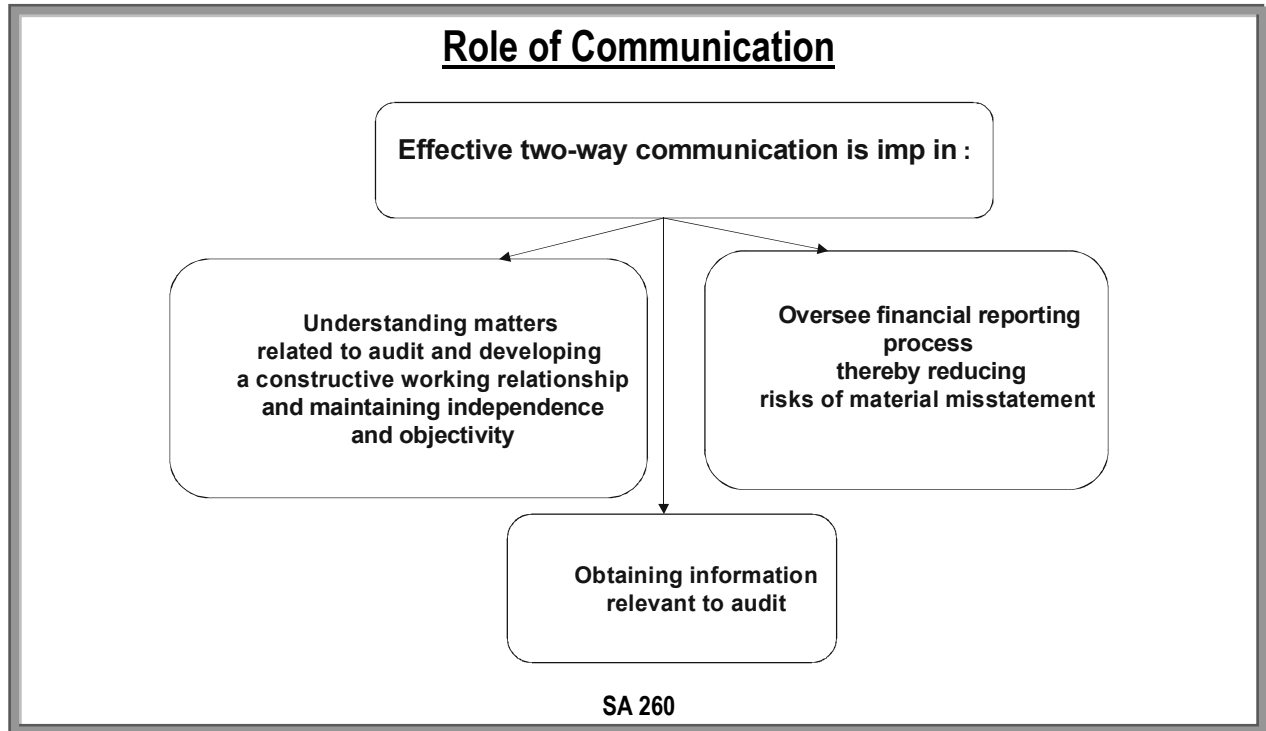 Role of Communication
Effective two-way communication is imp in :
Understanding matters
related to audit and developing
a constructive working relationship
and maintaining independence
and objectivity
Oversee financial reporting
process
thereby reducing
risks of material misstatement
Obtaining information
relevant to audit
SA 260